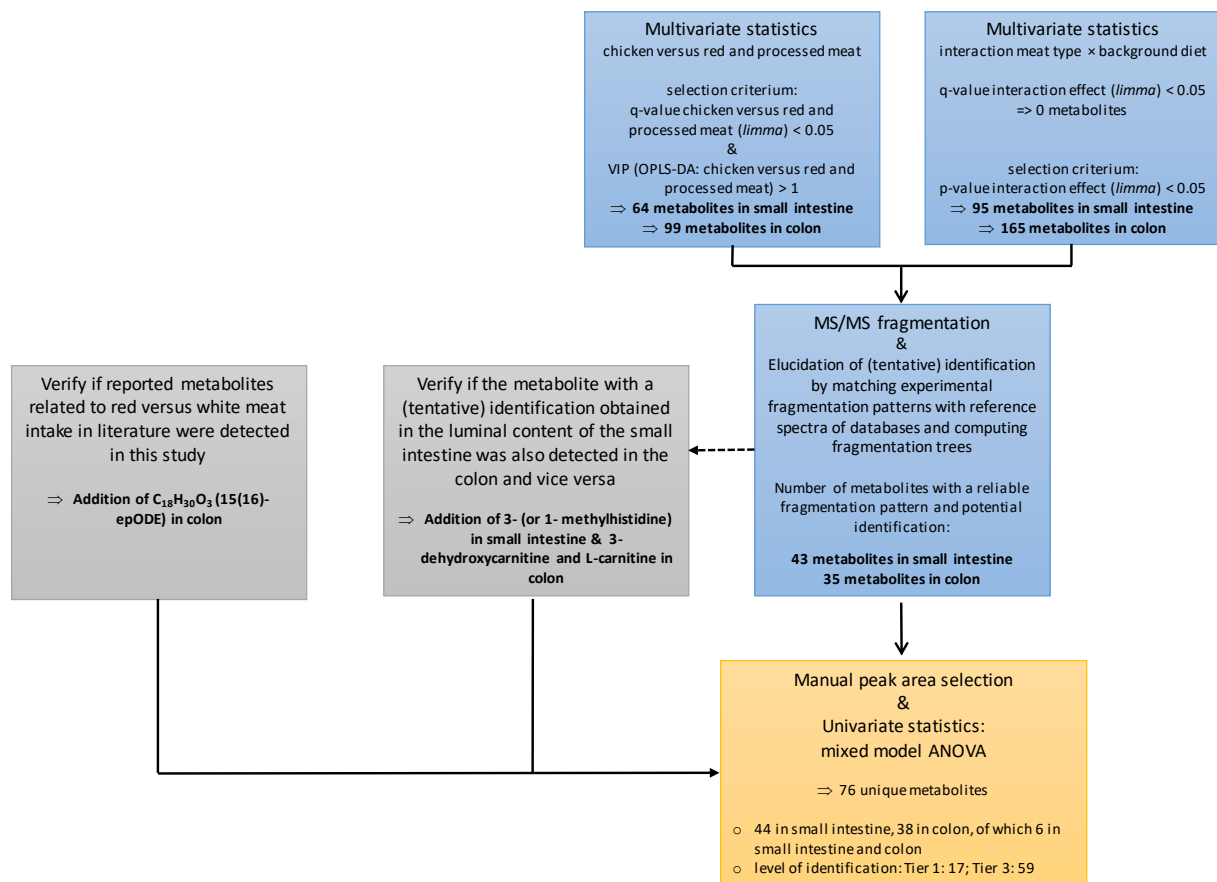 Multivariate statistics
chicken versus red and processed meat
selection criterium:
q-value chicken versus red and
processed meat (limma) < 0.05
&
VIP (OPLS-DA: chicken versus red and
processed meat) > 1
⇒ 64 metabolites in small intestine
⇒ 99 metabolites in colon
Multivariate statistics
interaction meat type × background diet
q-value interaction effect (limma) < 0.05
=> 0 metabolites
selection criterium:
p-value interaction effect (limma) < 0.05
⇒ 95 metabolites in small intestine
⇒ 165 metabolites in colon
MS/MS fragmentation
&
Elucidation of (tentative) identification
by matching experimental
fragmentation patterns with reference
spectra of databases and computing
fragmentation trees
Number of metabolites with a reliable
fragmentation pattern and potential
identification:
43 metabolites in small intestine
35 metabolites in colon
Verify if reported metabolites
related to red versus white meat
intake in literature were detected
in this study
⇒ Addition of C₁₈H₃₀O₃ (15(16)-
epODE) in colon
Verify if the metabolite with a
(tentative) identification obtained
in the luminal content of the small
intestine was also detected in the
colon and vice versa
⇒ Addition of 3- (or 1- methylhistidine)
in small intestine & 3-
dehydroxycarnitine and L-carnitine in
colon
Manual peak area selection
&
Univariate statistics:
mixed model ANOVA
⇒ 76 unique metabolites
o 44 in small intestine, 38 in colon, of which 6 in
small intestine and colon
o level of identification: Tier 1: 17; Tier 3: 59